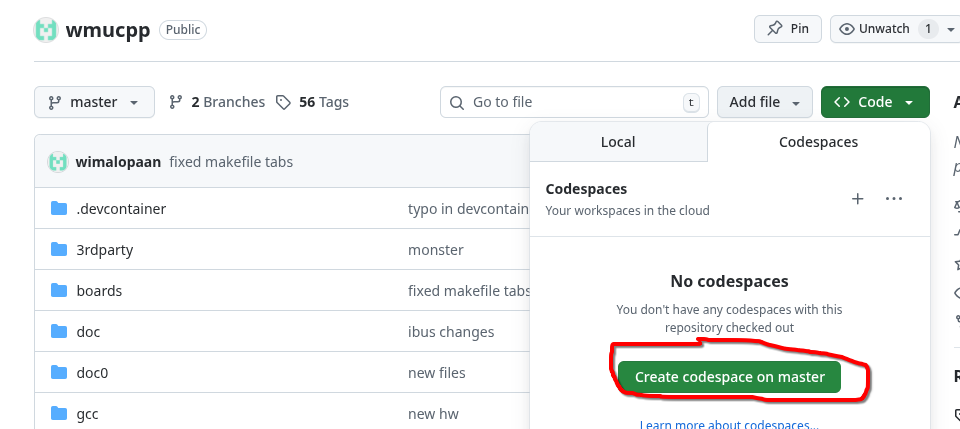 wmucpp Public Pin Unwatch 1
master 2 Branches 56 Tags Go to file t Add file <> Code
Local Codespaces
wimalopaan fixed makefile tabs
Codespaces
Your workspaces in the cloud
.devcontainer typo in devcontain
3rdparty monster
boards fixed makefile tabs
doc ibus changes
doc0 new files
gcc new hw
No codespaces
You don't have any codespaces with this
repository checked out
Create codespace on master
Learn more about codespaces...